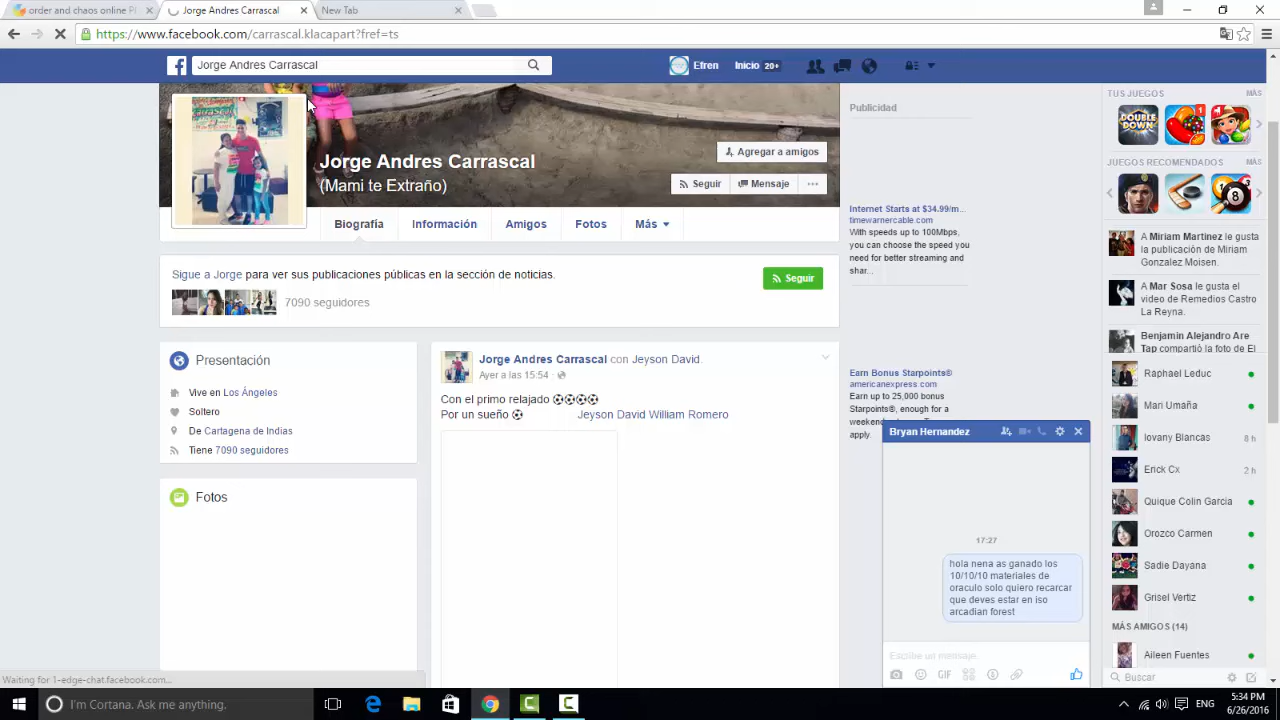 order and chaos online Pl
Jorge Andres Carrascal
New Tab
https://www.facebook.com/carrascal.klacapart?fref=ts
Jorge Andres Carrascal
Efren
Inicio 20+
Jorge Andres Carrascal
(Mami te Extraño)
Agregar a amigos
Seguir
Mensaje
Biografía
Información
Amigos
Fotos
Más
Sigue a Jorge para ver sus publicaciones públicas en la sección de noticias.
7090 seguidores
Seguir
Presentación
Vive en Los Ángeles
Soltero
De Cartagena de Indias
Tiene 7090 seguidores
Fotos
Jorge Andres Carrascal con Jeyson David.
Ayer a las 15:54 ·
Con el primo relajado
Por un sueño
Jeyson David William Romero
Publicidad
Internet Starts at $34.99/m...
timewarnercable.com
With speeds up to 100Mbps,
you can choose the speed you
need for better streaming and
shar...
Earn Bonus Starpoints®
americanexpress.com
Earn up to 25,000 bonus
Starpoints®, enough for a
weekend
apply.
Bryan Hernandez
17:27
hola nena as ganado los
10/10/10 materiales de
oraculo solo quiero recarcar
que deves estar en iso
arcadian forest
Escribe un mensaje
GIF
TUS JUEGOS
MÁS
DOUBLE
DOWN
1
4
JUEGOS RECOMENDADOS
MÁS
8
A Miriam Martinez le gusta
la publicación de Miriam
Gonzalez Moisen.
A Mar Sosa le gusta el
video de Remedios Castro
La Reyna.
Benjamin Alejandro Are
Tap compartió la foto de El
Raphael Leduc
Mari Umaña
Iovany Blancas
8 h
Erick Cx
2 h
Quique Colin Garcia
Orozco Carmen
Sadie Dayana
Grisel Vertiz
MÁS AMIGOS (14)
Aileen Fuentes
Buscar
Waiting for 1-edge-chat.facebook.com...
I'm Cortana. Ask me anything.
ENG
5:34 PM
6/26/2016